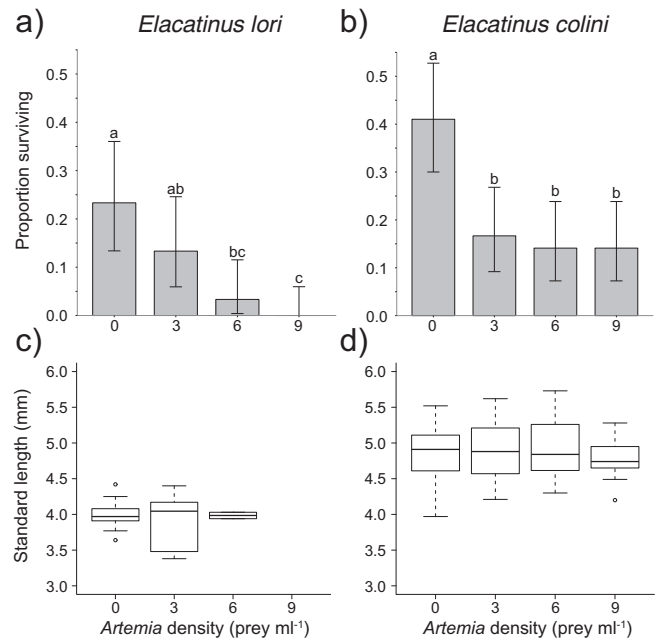 a) Elacatinus lori
b) Elacatinus colini
Proportion surviving
0.5
0.4
0.3
0.2
0.1
0.0
a
ab
bc
c
0 3 6 9
0.5
0.4
0.3
0.2
0.1
0.0
a
b
b
b
0 3 6 9
c)
Standard length (mm)
6.0
5.5
5.0
4.5
4.0
3.5
3.0
0 3 6 9
Artemia density (prey ml⁻¹)
d)
6.0
5.5
5.0
4.5
4.0
3.5
3.0
0 3 6 9
Artemia density (prey ml⁻¹)